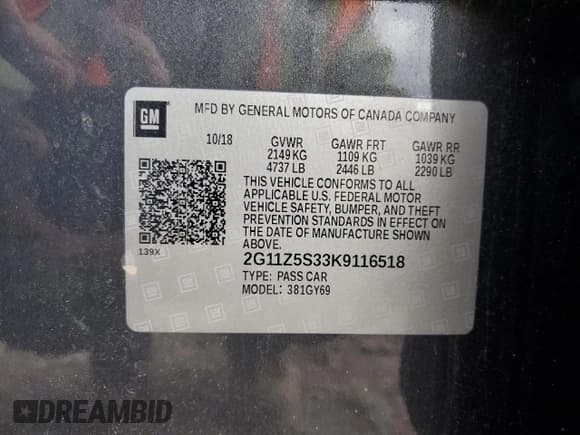 GM
MFD BY GENERAL MOTORS OF CANADA COMPANY
10/18 GVWR GAWR FRT GAWR RR
2149 KG 1109 KG 1039 KG
4737 LB 2446 LB 2290 LB
THIS VEHICLE CONFORMS TO ALL
APPLICABLE U.S. FEDERAL MOTOR
VEHICLE SAFETY, BUMPER, AND THEFT
PREVENTION STANDARDS IN EFFECT ON
THE DATE OF MANUFACTURE SHOWN
ABOVE.
139X
2G11Z5S33K9116518
TYPE: PASS CAR
MODEL: 381GY69
DREAMBID